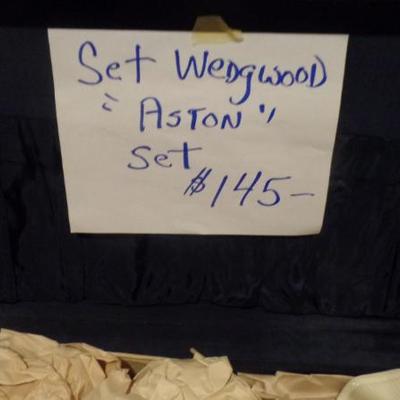 Set Wedgwood
"Aston"
Set
$145-